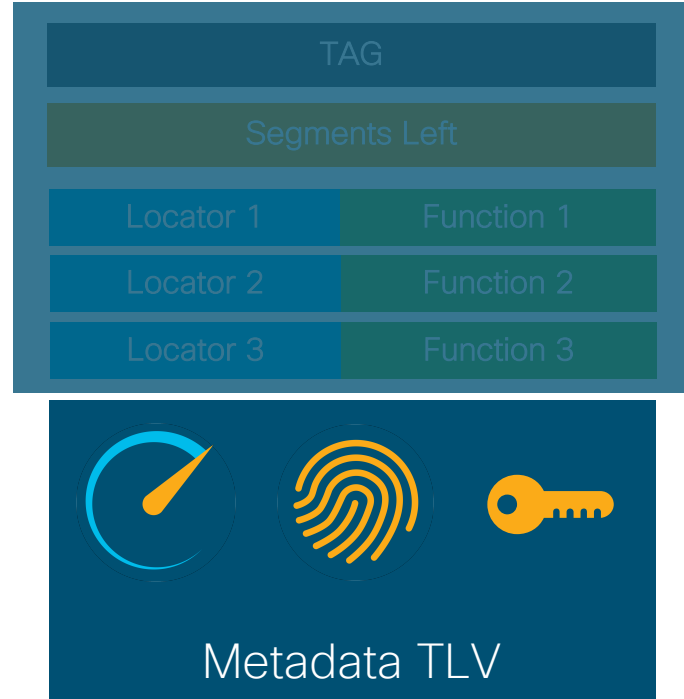 TAG
Segments Left
Locator 1 Function 1
Locator 2 Function 2
Locator 3 Function 3
Metadata TLV